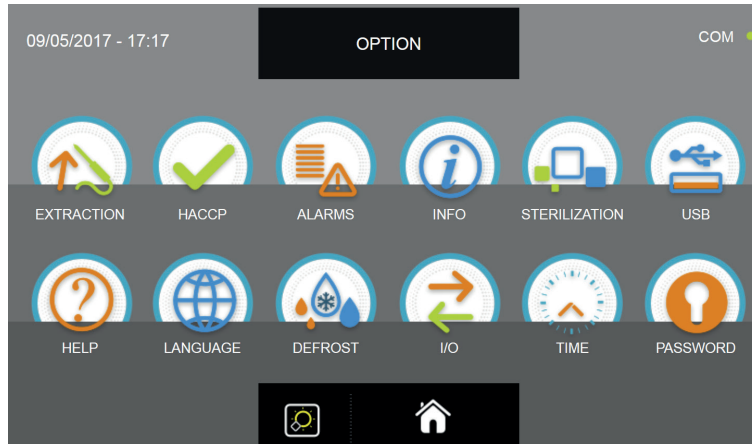 09/05/2017 - 17:17
OPTION
COM
EXTRACTION
HACCP
ALARMS
INFO
STERILIZATION
USB
HELP
LANGUAGE
DEFROST
I/O
TIME
PASSWORD